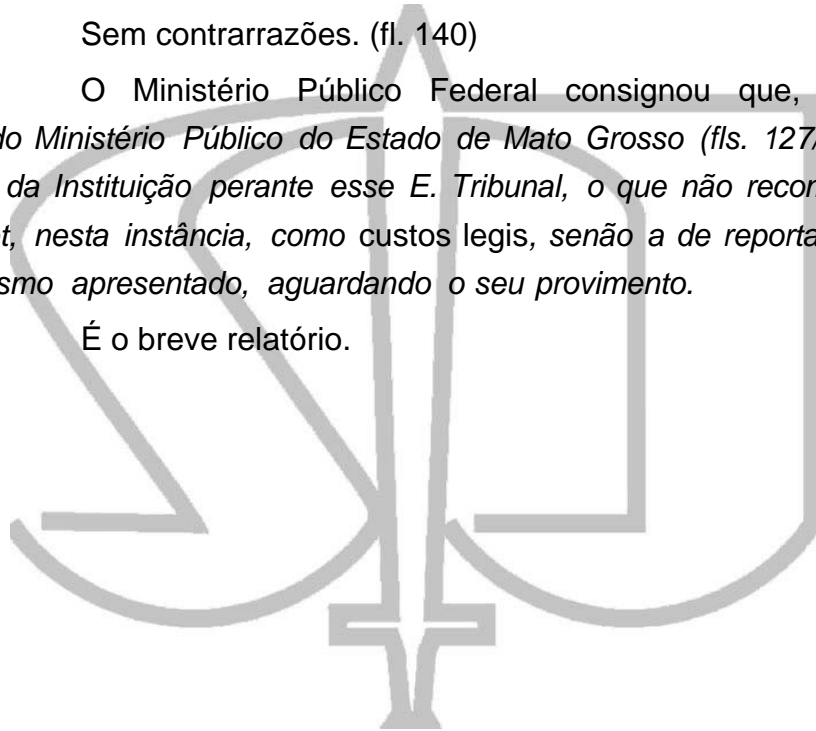 Sem contrarrazões. (fl. 140)
O Ministério Público Federal consignou que,
do Ministério Público do Estado de Mato Grosso (fls. 127/
da Instituição perante esse E. Tribunal, o que não recon
nesta instância, como custos legis, senão a de reporta
apresentado, aguardando o seu provimento.
É o breve relatório.